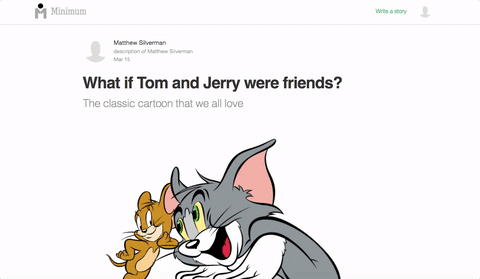 Minimum
Write a story
Matthew Silverman
description of Matthew Silverman
Mar 15
What if Tom and Jerry were friends?
The classic cartoon that we all love